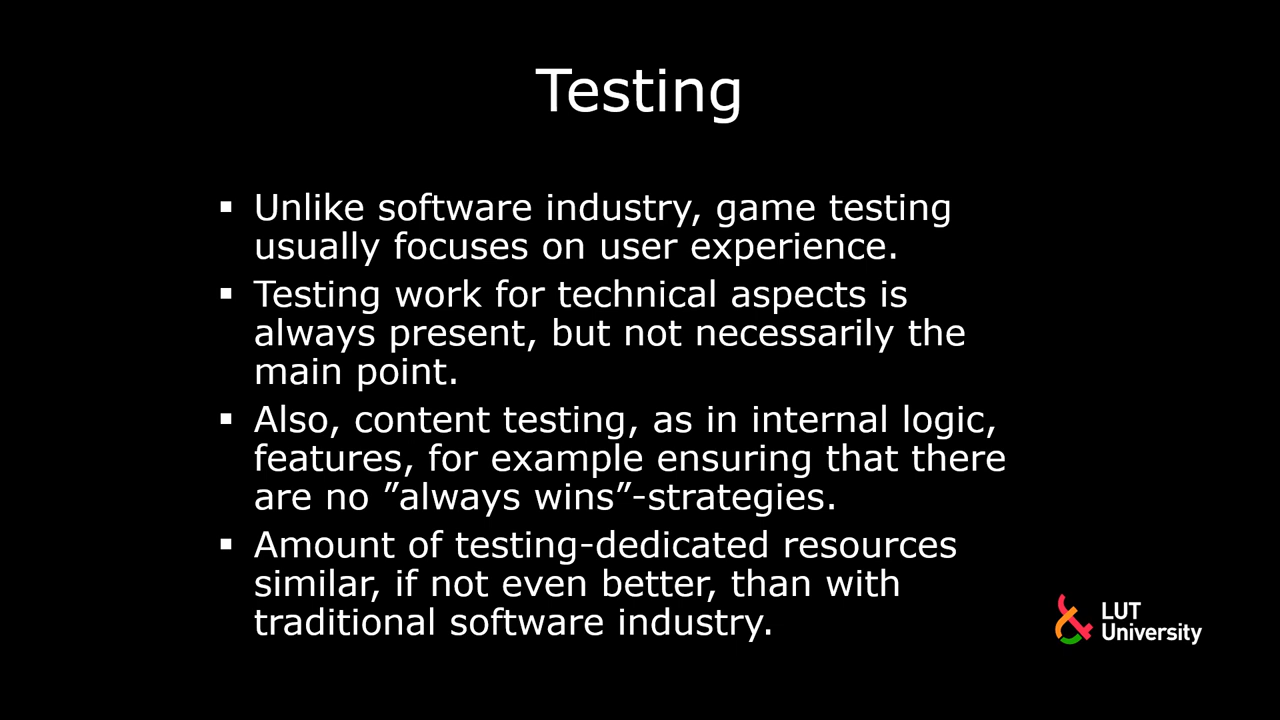 Testing
▪ Unlike software industry, game testing
usually focuses on user experience.
▪ Testing work for technical aspects is
always present, but not necessarily the
main point.
▪ Also, content testing, as in internal logic,
features, for example ensuring that there
are no ”always wins”-strategies.
▪ Amount of testing-dedicated resources
similar, if not even better, than with
traditional software industry.
LUT
University